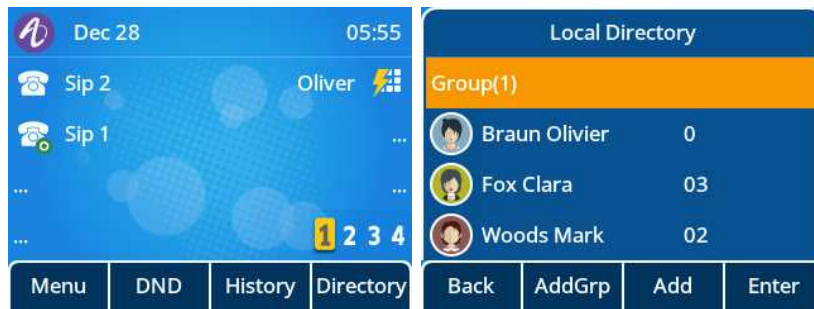 Dec 28 05:55
Sip 2 Oliver
Sip 1 ...
... ...
...
1 2 3 4
Menu DND History Directory
Local Directory
Group(1)
Braun Olivier 0
Fox Clara 03
Woods Mark 02
Back AddGrp Add Enter